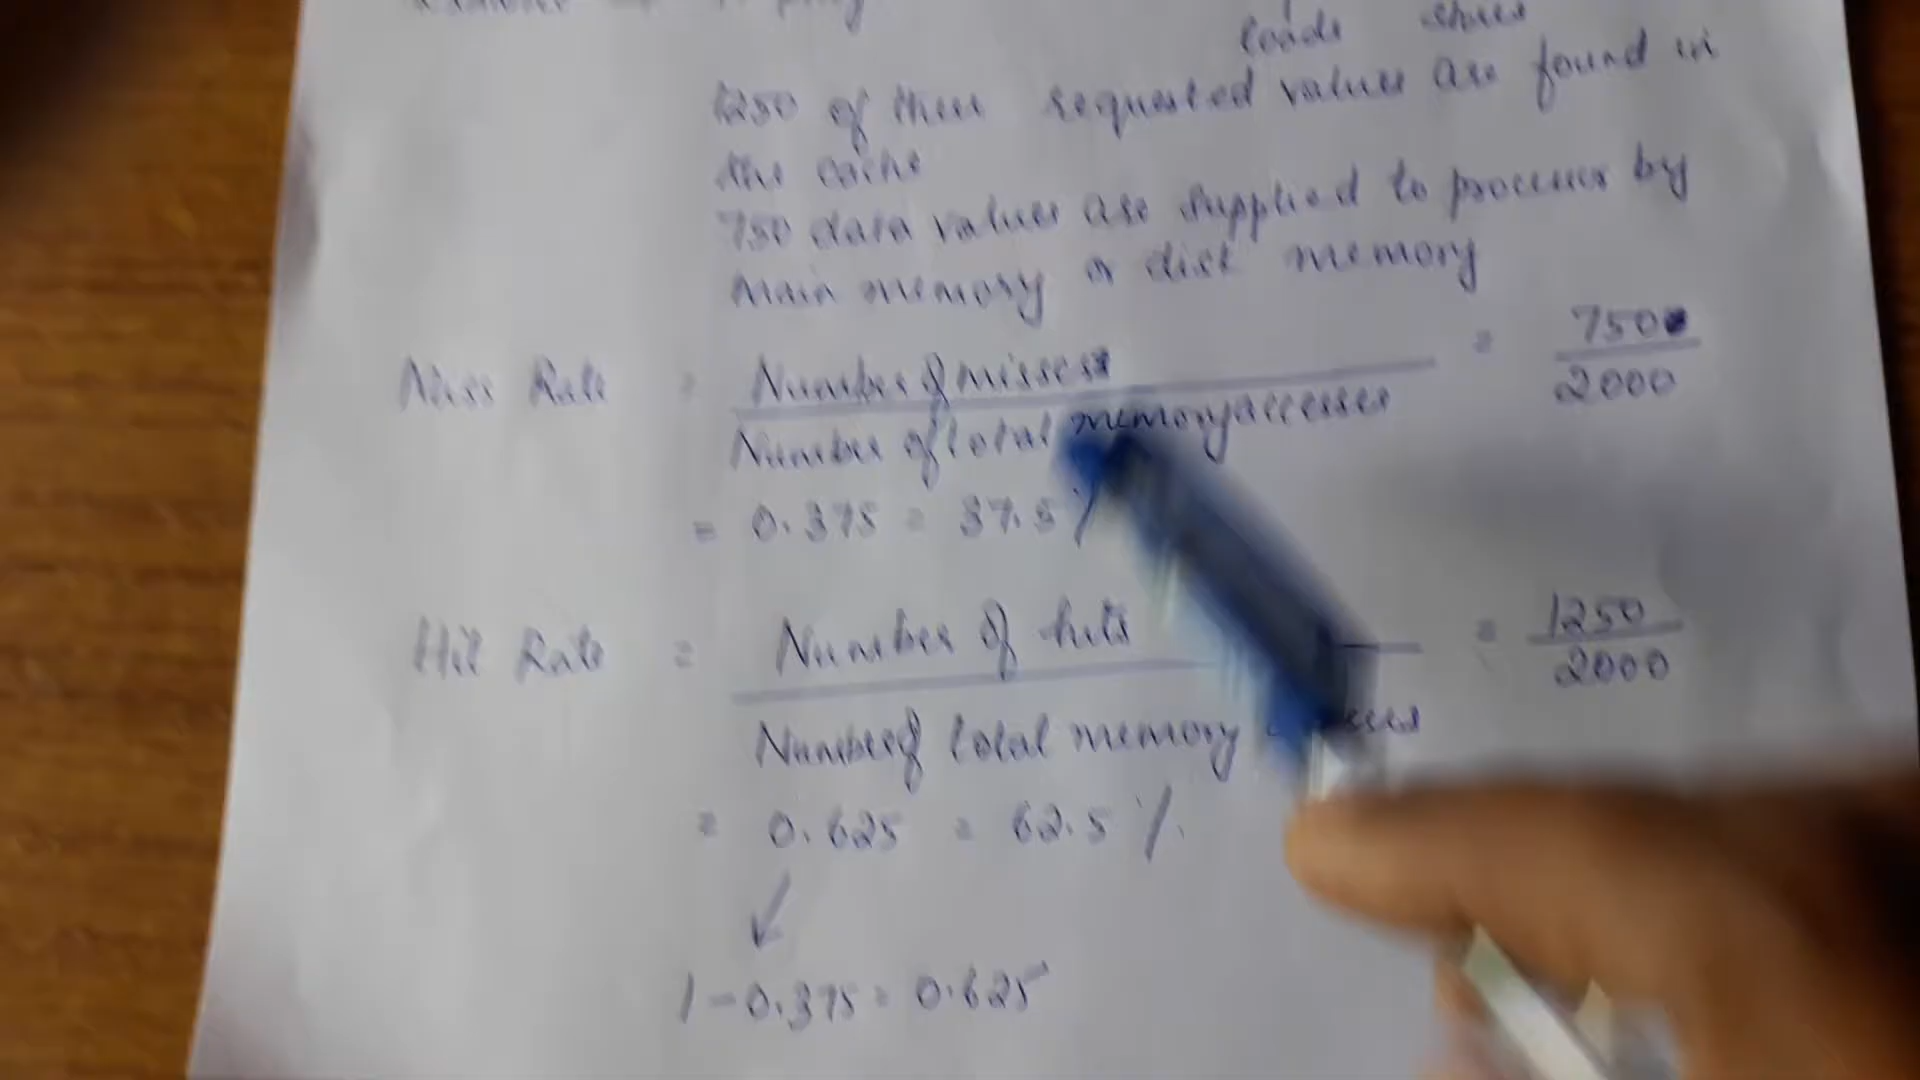 loads stores
1250 of these requested values are found in
the cache
750 data values are supplied to processor by
main memory or disk memory
Miss Rate = Number of misses / Number of total memory accesses = 750 / 2000
= 0.375 = 37.5 %
Hit Rate = Number of hits / Number of total memory = 1250 / 2000
= 0.625 = 62.5 %.
1 - 0.375 = 0.625